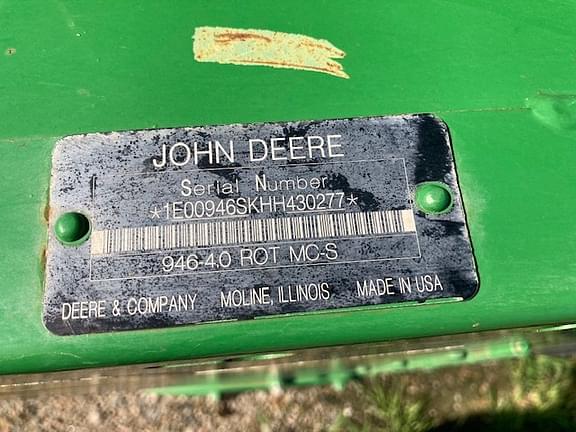 JOHN DEERE
Serial Number
*1E00946SKHH430277*
946-4.0 ROT MC-S
DEERE & COMPANY MOLINE, ILLINOIS MADE IN USA